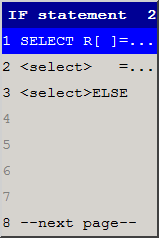 IF statement 2
1 SELECT R[ ]=...
2 <select> =...
3 <select>ELSE
4
5
6
7
8 --next page--